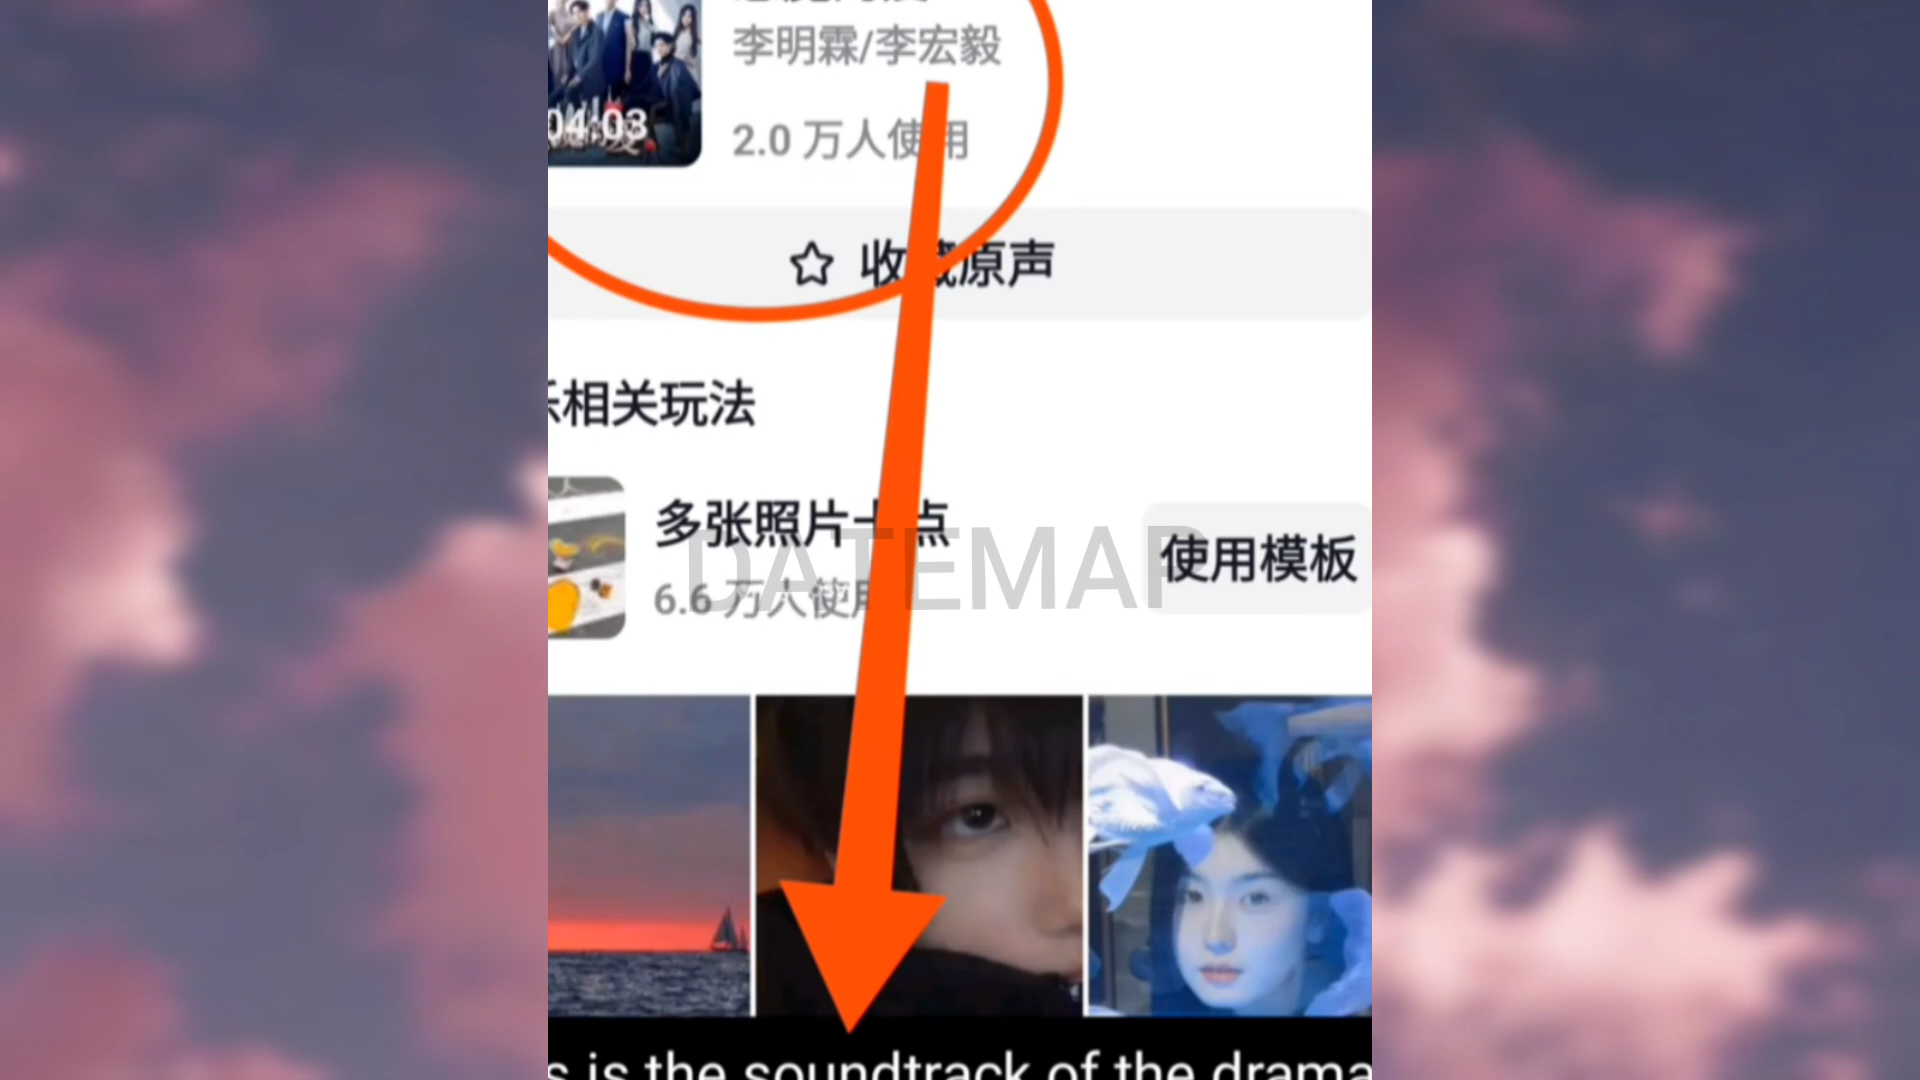 李明霖/李宏毅
04:03
2.0 万人使用
收藏原声
相关玩法
多张照片卡点
DATEMAP
使用模板
6.6 万人使用
s is the soundtrack of the drama